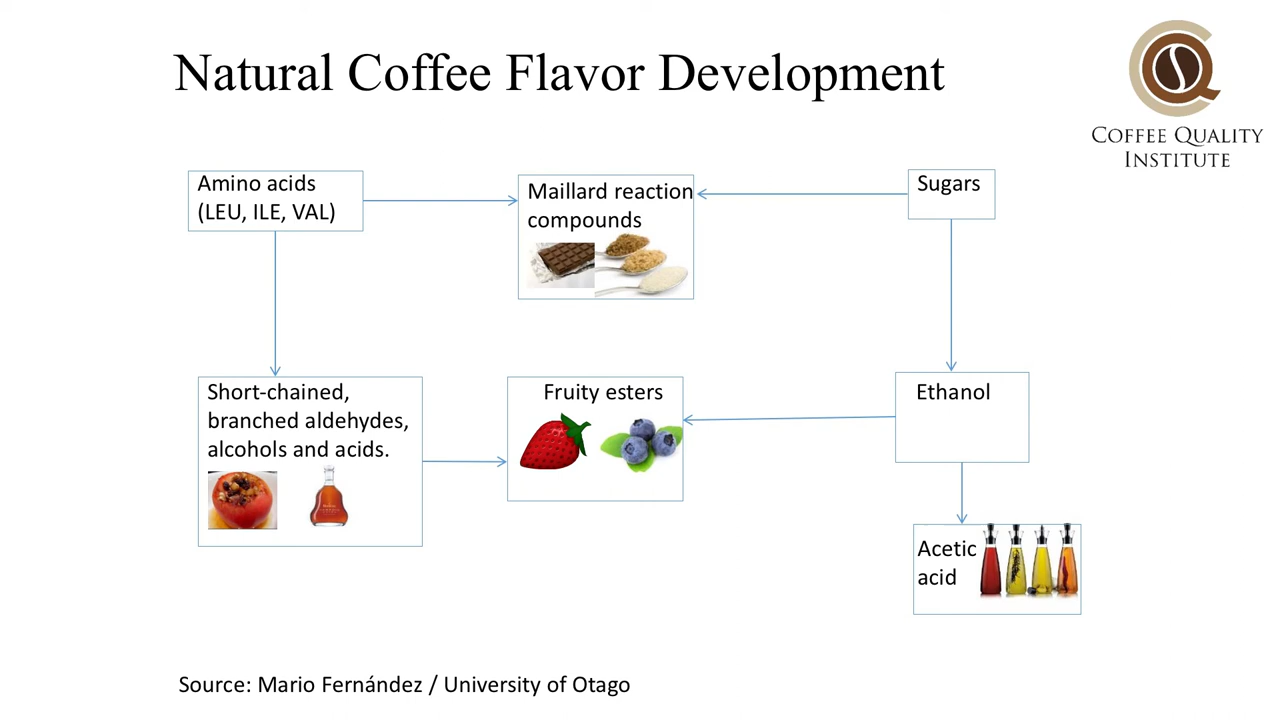 Natural Coffee Flavor Development
COFFEE QUALITY
INSTITUTE
Amino acids
(LEU, ILE, VAL)
Maillard reaction
compounds
Sugars
Short-chained,
branched aldehydes,
alcohols and acids.
Fruity esters
Ethanol
Acetic
acid
Source: Mario Fernández / University of Otago